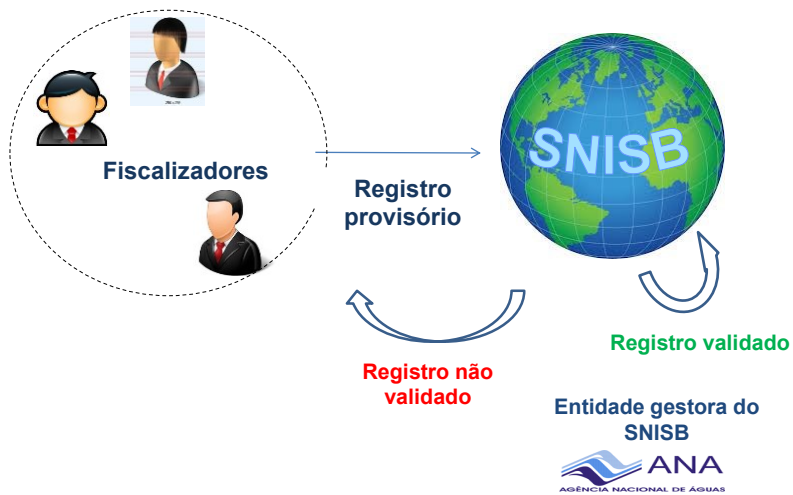 Fiscalizadores
SNISB
Registro
provisório
Registro validado
Registro não
validado
Entidade gestora do
SNISB
ANA
AGÊNCIA NACIONAL DE ÁGUAS